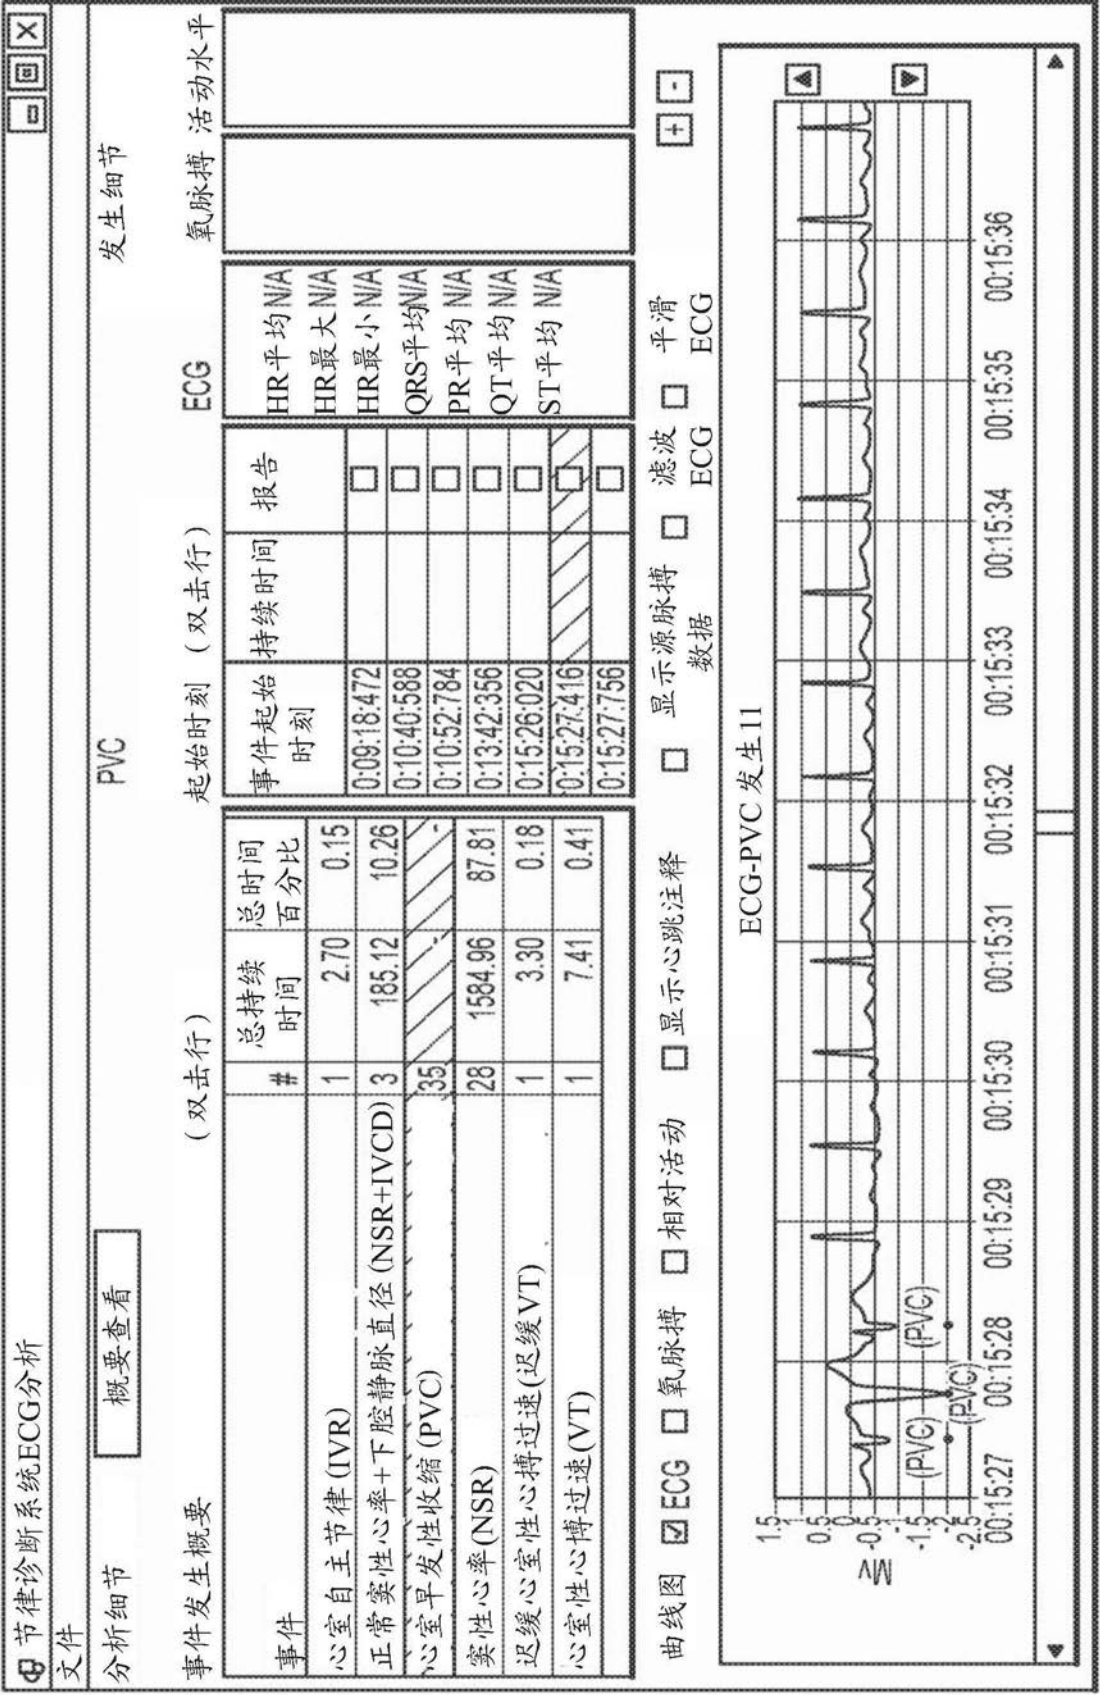 节律诊断系统ECG分析
文件
分析细节
概要查看
PVC
发生细节
事件发生概要
(双击行)
起始时刻
(双击行)
ECG
氧脉搏
活动水平
事件 # 总持续时间 总时间百分比
心室自主节律(IVR) 1 2.70 0.15
正常窦性心率+下腔静脉直径(NSR+IVCD) 3 185.12 10.26
心室早发性收缩(PVC) 35 - -
窦性心率(NSR) 28 1584.96 87.81
迟缓心室性心搏过速(迟缓VT) 1 3.30 0.18
心室性心博过速(VT) 1 7.41 0.41
事件起始时刻 持续时间 报告
0:09:18:472
0:10:40:588
0:10:52:784
0:13:42:356
0:15:26:020
0:15:27:416
0:15:27:756
HR平均 N/A
HR最大 N/A
HR最小 N/A
QRS平均 N/A
PR平均 N/A
QT平均 N/A
ST平均 N/A
曲线图
ECG
氧脉搏
相对活动
显示心跳注释
显示源脉搏数据
滤波ECG
平滑ECG
+
-
ECG-PVC 发生11
1.5
1
0.5
0
-0.5
-1
-1.5
-2
-2.5
mV
(PVC)
(PVC)
(PVC)
00:15:27
00:15:28
00:15:29
00:15:30
00:15:31
00:15:32
00:15:33
00:15:34
00:15:35
00:15:36